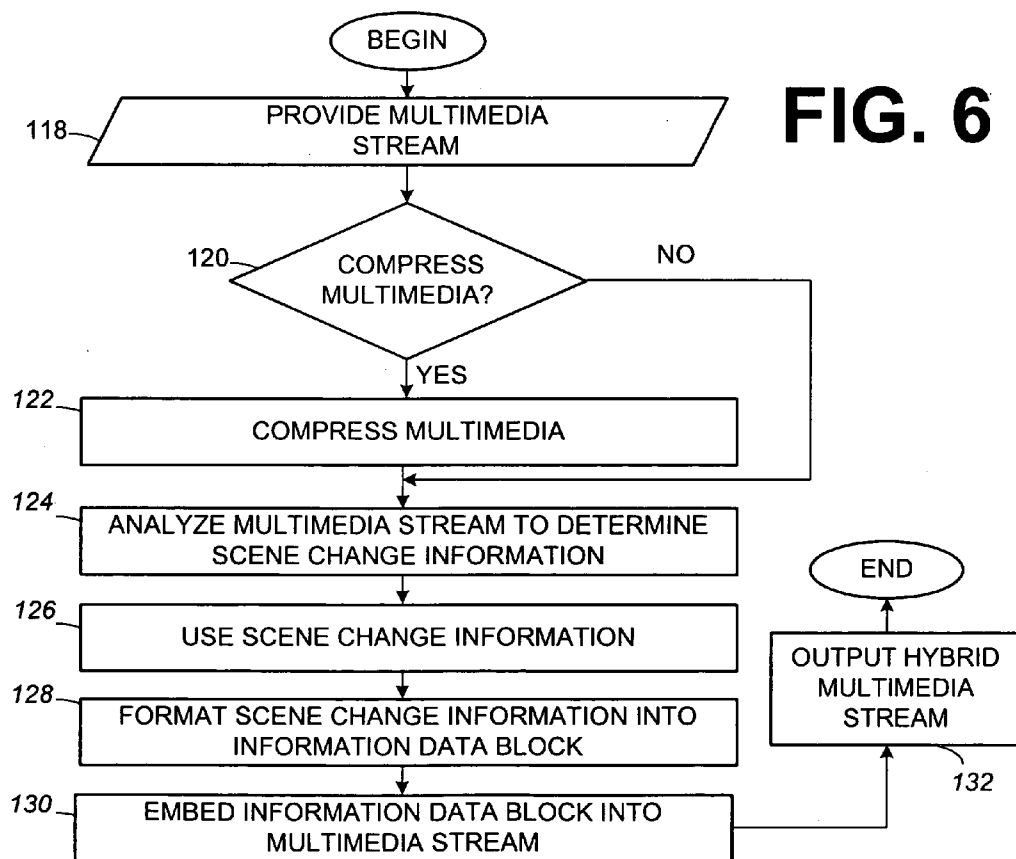 BEGIN
FIG. 6
118
PROVIDE MULTIMEDIA
STREAM
120
COMPRESS
MULTIMEDIA?
NO
YES
122
COMPRESS MULTIMEDIA
124
ANALYZE MULTIMEDIA STREAM TO DETERMINE
SCENE CHANGE INFORMATION
126
USE SCENE CHANGE INFORMATION
128
FORMAT SCENE CHANGE INFORMATION INTO
INFORMATION DATA BLOCK
130
EMBED INFORMATION DATA BLOCK INTO
MULTIMEDIA STREAM
END
OUTPUT HYBRID
MULTIMEDIA
STREAM
132